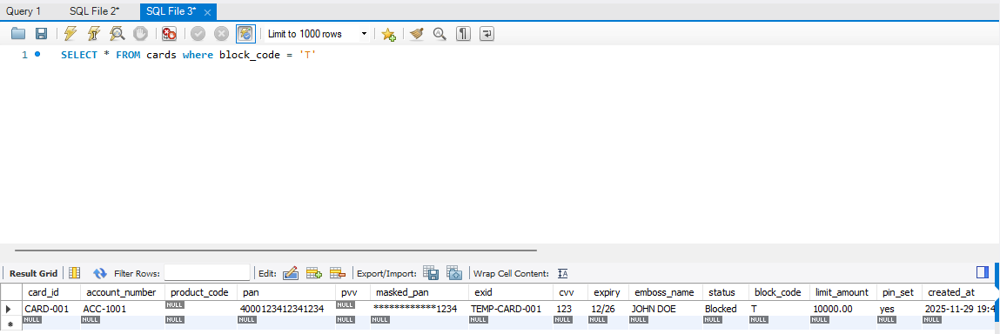 Query 1 SQL File 2* SQL File 3*
Limit to 1000 rows
1 SELECT * FROM cards where block_code = 'T'
Result Grid Filter Rows: Edit: Export/Import: Wrap Cell Content:
card_id account_number product_code pan pvv masked_pan exid cvv expiry emboss_name status block_code limit_amount pin_set created_at
CARD-001 ACC-1001 NULL 4000123412341234 NULL ************1234 TEMP-CARD-001 123 12/26 JOHN DOE Blocked T 10000.00 yes 2025-11-29 19:4
NULL NULL NULL NULL NULL NULL NULL NULL NULL NULL NULL NULL NULL NULL NULL